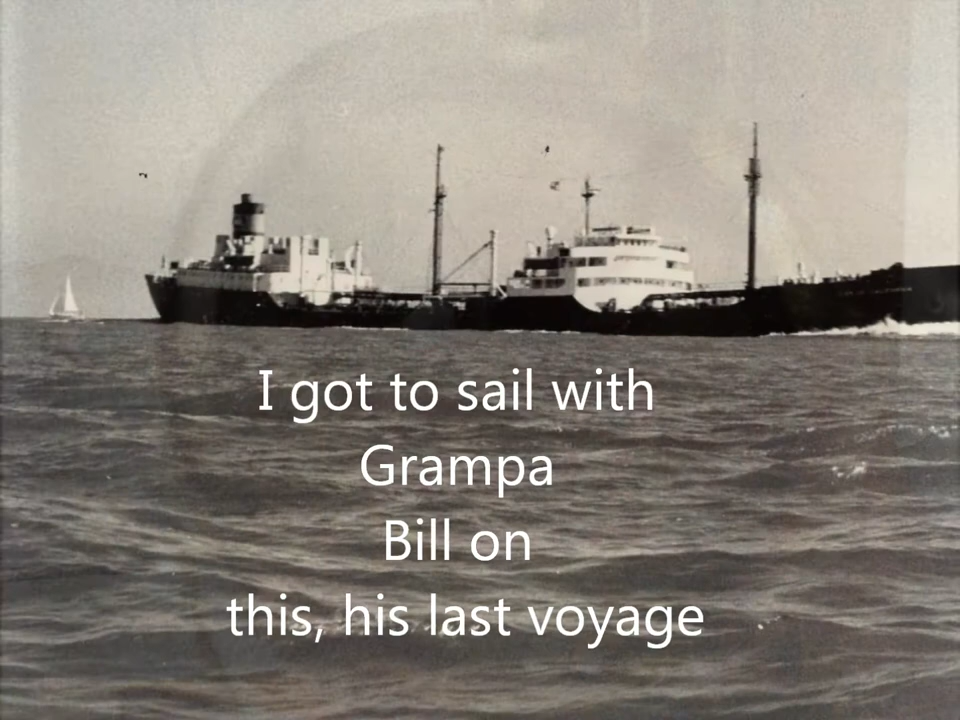 I got to sail with
Grampa
Bill on
this, his last voyage